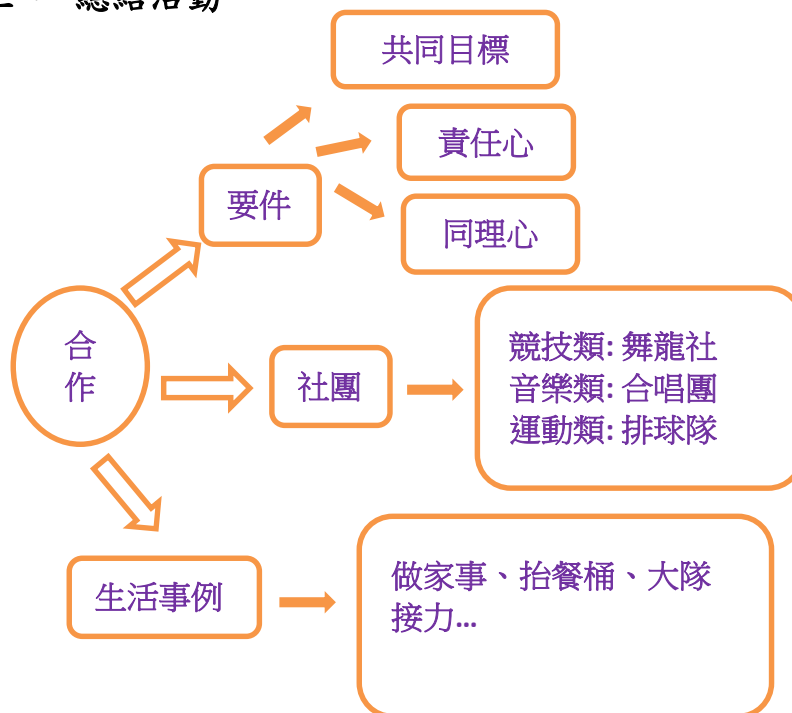 總結活動
共同目標
責任心
要件
同理心
合
作
社團
競技類: 舞龍社
音樂類: 合唱團
運動類: 排球隊
生活事例
做家事、抬餐桶、大隊
接力...